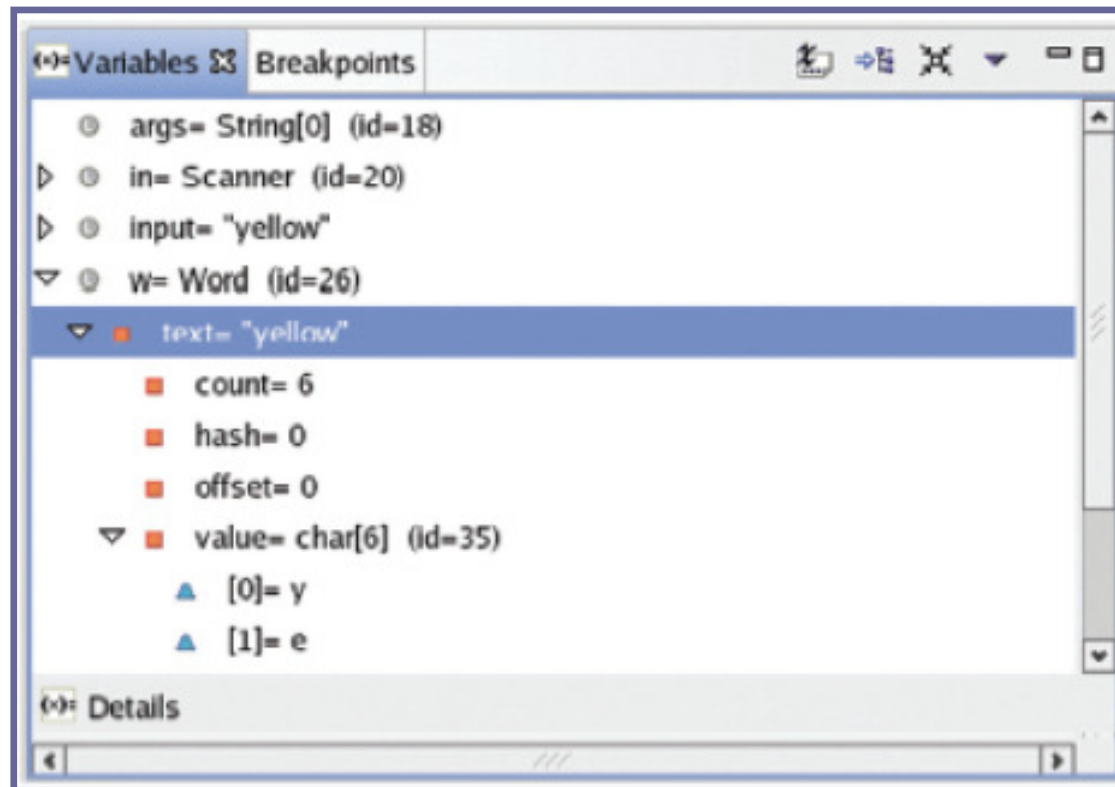 (x)= Variables Breakpoints
args= String[0] (id=18)
in= Scanner (id=20)
input= "yellow"
w= Word (id=26)
text= "yellow"
count= 6
hash= 0
offset= 0
value= char[6] (id=35)
[0]= y
[1]= e
(x)= Details